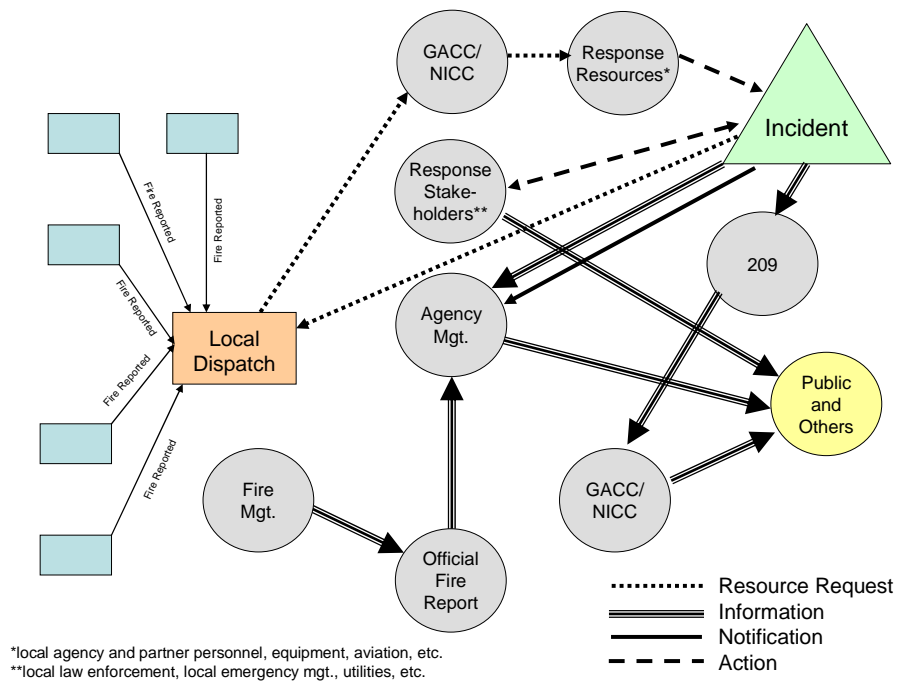 GACC/
NICC
Response
Resources*
Incident
Response
Stake-
holders**
209
Fire Reported
Fire Reported
Fire Reported
Fire Reported
Fire Reported
Local
Dispatch
Agency
Mgt.
Public
and
Others
Fire
Mgt.
Official
Fire
Report
GACC/
NICC
Resource Request
Information
Notification
Action
*local agency and partner personnel, equipment, aviation, etc.
**local law enforcement, local emergency mgt., utilities, etc.